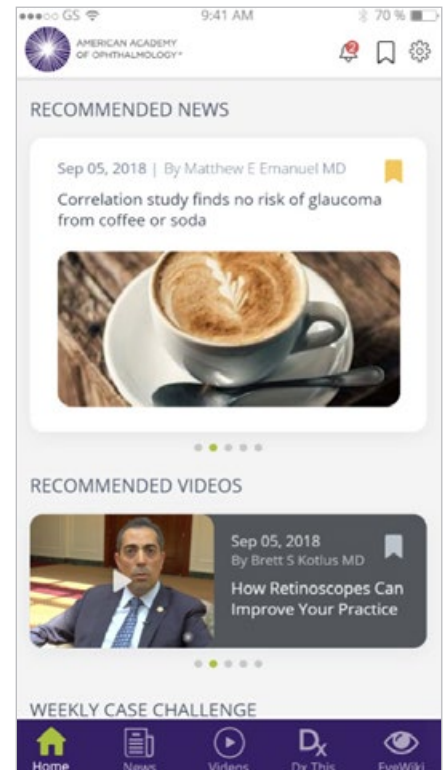 GS 9:41 AM 70 %
AMERICAN ACADEMY
OF OPHTHALMOLOGY
2
RECOMMENDED NEWS
Sep 05, 2018 | By Matthew E Emanuel MD
Correlation study finds no risk of glaucoma
from coffee or soda
RECOMMENDED VIDEOS
Sep 05, 2018
By Brett S Kotlus MD
How Retinoscopes Can
Improve Your Practice
WEEKLY CASE CHALLENGE
Dx
Home News Videos Dx This EyeWiki